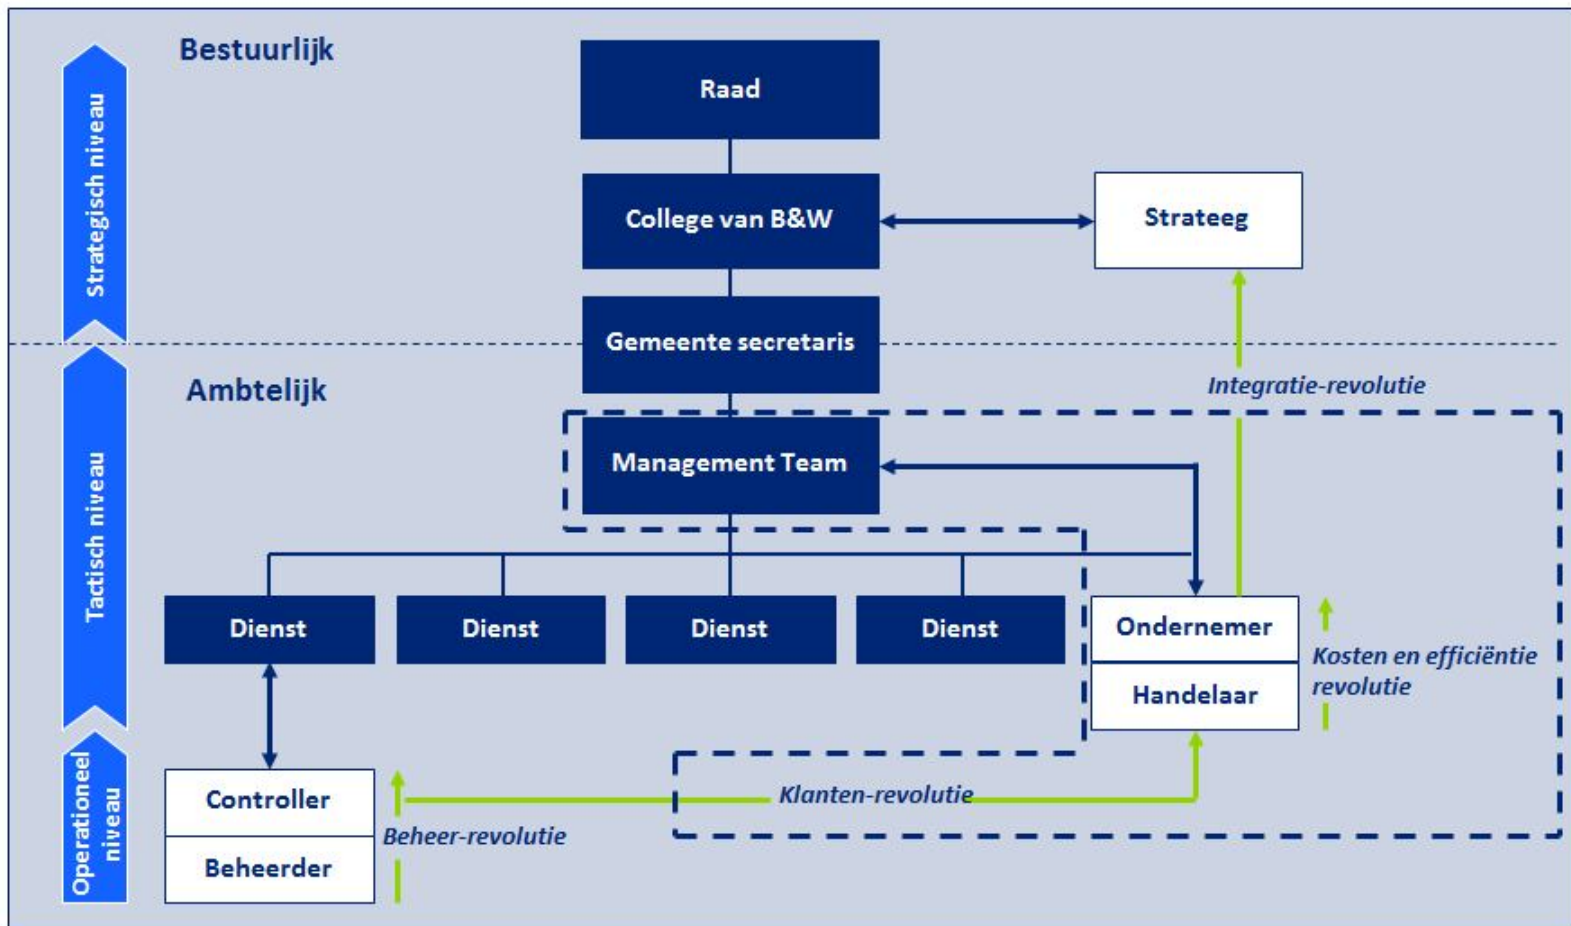 Bestuurlijk
Raad
Strategisch niveau
College van B&W
Strateeg
Gemeente secretaris
Ambtelijk
Integratie-revolutie
Management Team
Tactisch niveau
Dienst
Dienst
Dienst
Dienst
Ondernemer
Handelaar
Kosten en efficiëntie
revolutie
Operationeel
niveau
Controller
Beheerder
Beheer-revolutie
Klanten-revolutie